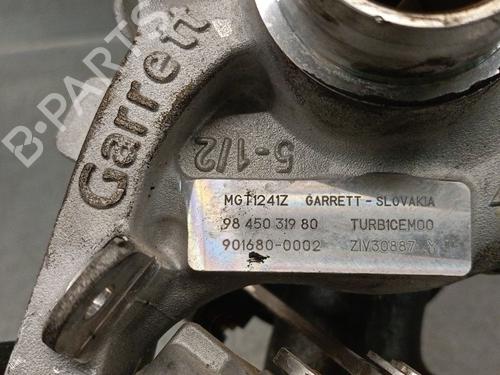 B-PARTS
Garrett
5-1/2
MGT1241Z GARRETT - SLOVAKIA
98 450 319 80 TURB1CEM00
901680-0002 ZIV30887 Y